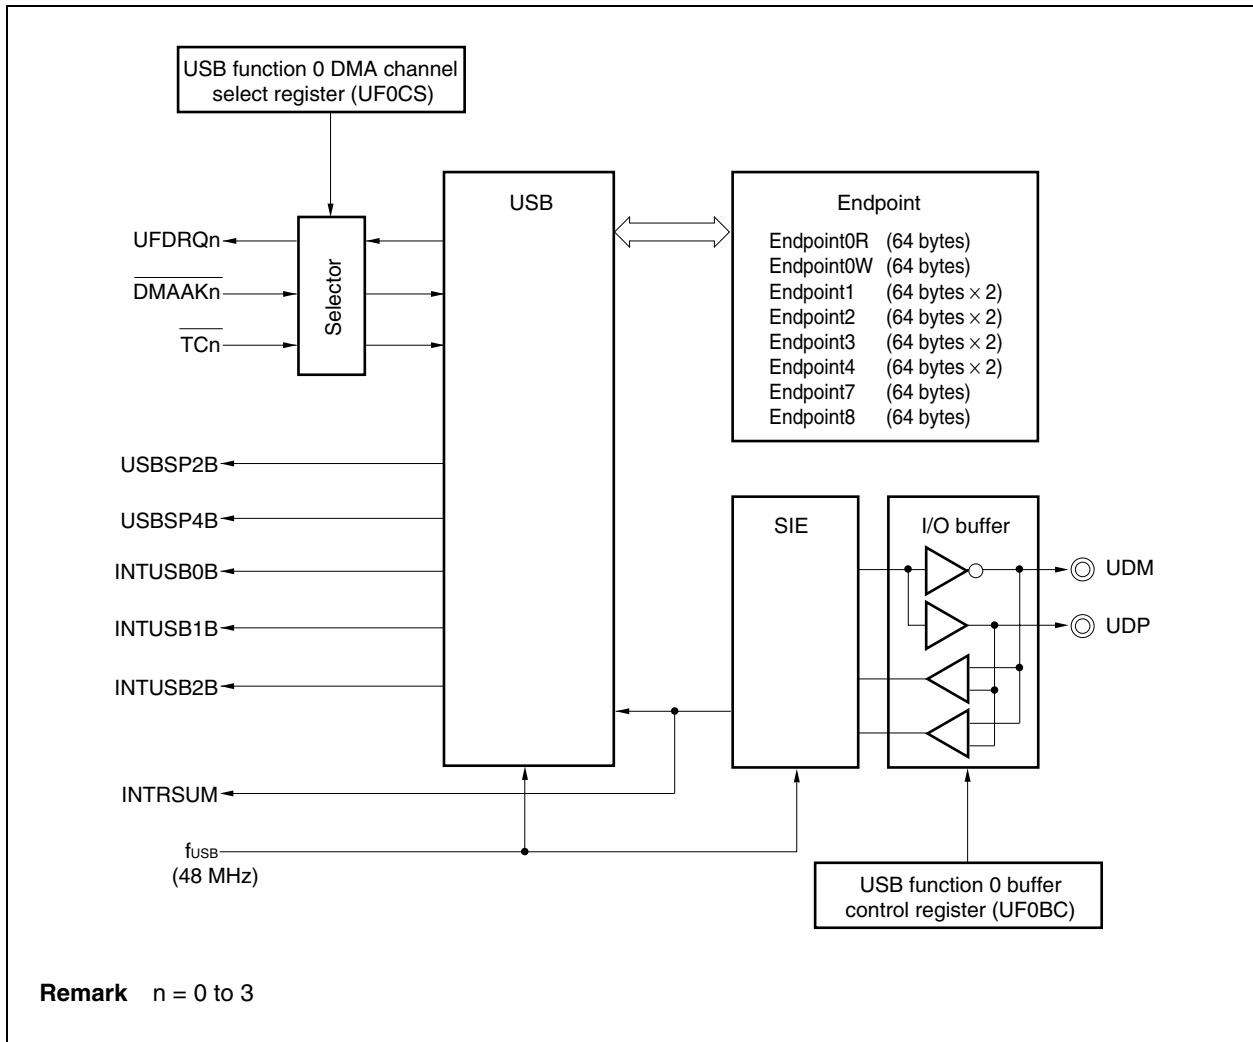 USB function 0 DMA channel
select register (UF0CS)
USB
Endpoint
Endpoint0R (64 bytes)
Endpoint0W (64 bytes)
Endpoint1 (64 bytes × 2)
Endpoint2 (64 bytes × 2)
Endpoint3 (64 bytes × 2)
Endpoint4 (64 bytes × 2)
Endpoint7 (64 bytes)
Endpoint8 (64 bytes)
UFDRQn
DMAAKn
TCn
Selector
USBSP2B
USBSP4B
INTUSB0B
INTUSB1B
INTUSB2B
INTRSUM
fUSB
(48 MHz)
SIE
I/O buffer
UDM
UDP
USB function 0 buffer
control register (UF0BC)
Remark n = 0 to 3